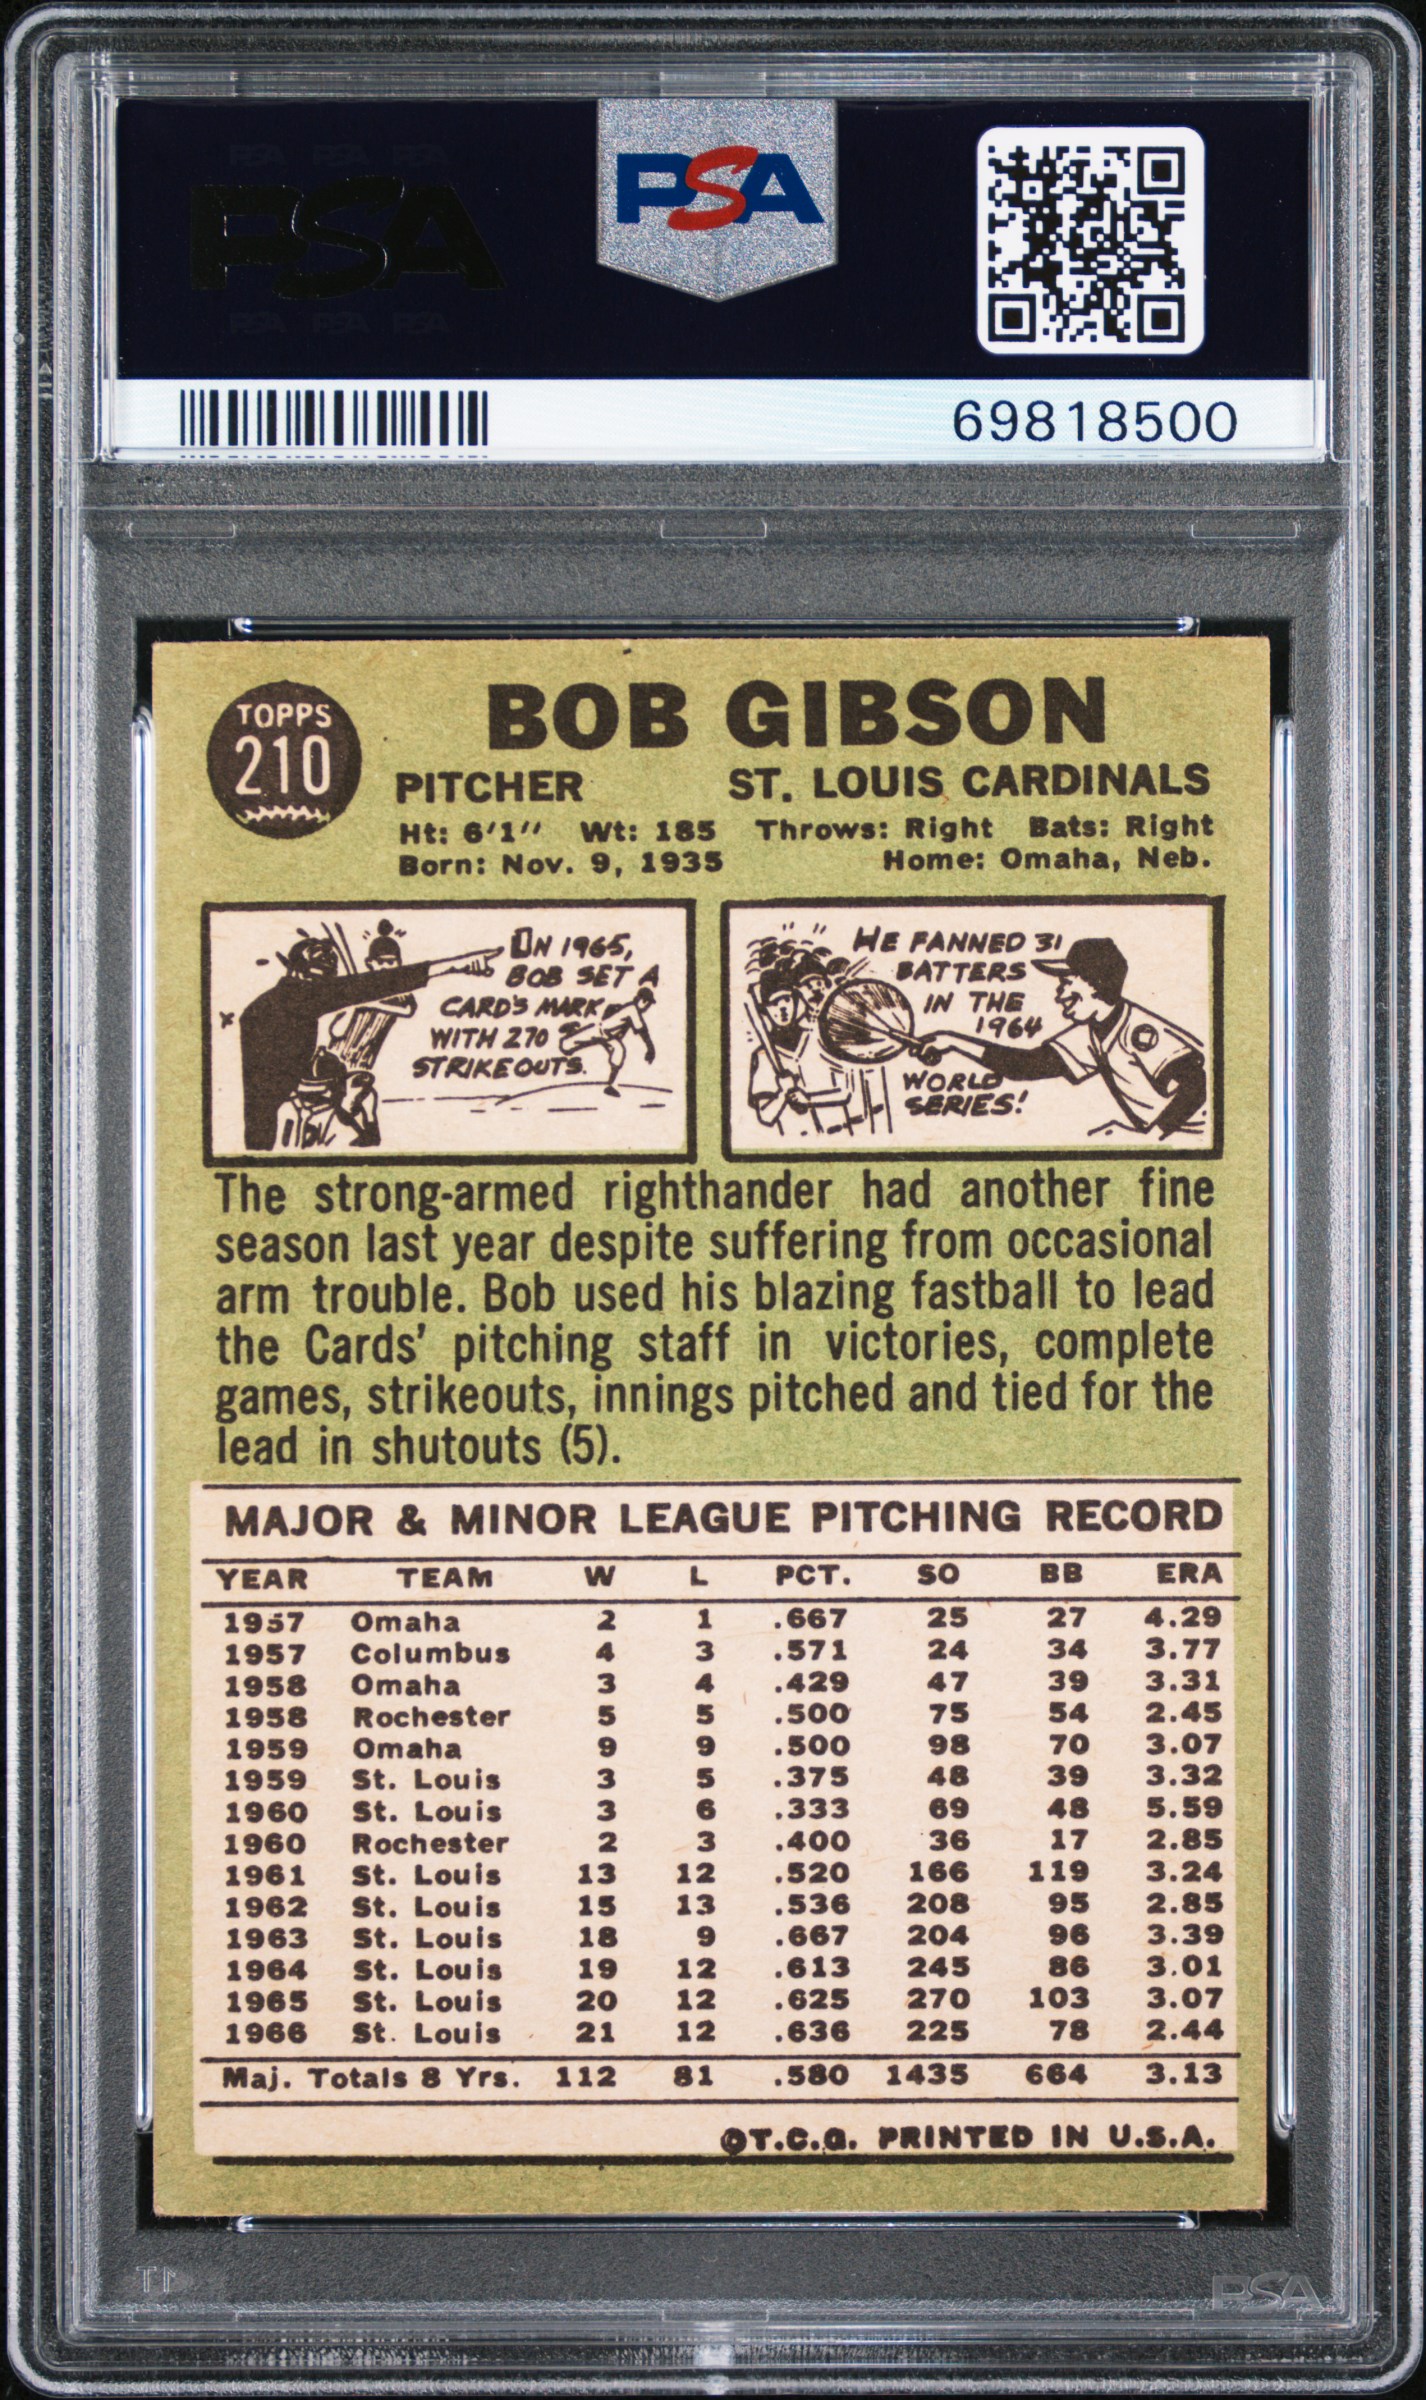 PSA PSA PSA
PSA
PSA PSA PSA
PSA
69818500
TOPPS
210
BOB GIBSON
PITCHER ST. LOUIS CARDINALS
Ht: 6'1" Wt: 185 Throws: Right Bats: Right
Born: Nov. 9, 1935 Home: Omaha, Neb.
IN 1965,
BOB SET A
CARD'S MARK
WITH 270
STRIKEOUTS.
HE FANNED 31
BATTERS
IN THE
1964
WORLD
SERIES!
The strong-armed righthander had another fine
season last year despite suffering from occasional
arm trouble. Bob used his blazing fastball to lead
the Cards' pitching staff in victories, complete
games, strikeouts, innings pitched and tied for the
lead in shutouts (5).
MAJOR & MINOR LEAGUE PITCHING RECORD
YEAR TEAM W L PCT. SO BB ERA
1957 Omaha 2 1 .667 25 27 4.29
1957 Columbus 4 3 .571 24 34 3.77
1958 Omaha 3 4 .429 47 39 3.31
1958 Rochester 5 5 .500 75 54 2.45
1959 Omaha 9 9 .500 98 70 3.07
1959 St. Louis 3 5 .375 48 39 3.32
1960 St. Louis 3 6 .333 69 48 5.59
1960 Rochester 2 3 .400 36 17 2.85
1961 St. Louis 13 12 .520 166 119 3.24
1962 St. Louis 15 13 .536 208 95 2.85
1963 St. Louis 18 9 .667 204 96 3.39
1964 St. Louis 19 12 .613 245 86 3.01
1965 St. Louis 20 12 .625 270 103 3.07
1966 St. Louis 21 12 .636 225 78 2.44
Maj. Totals 8 Yrs. 112 81 .580 1435 664 3.13
©T.C.G. PRINTED IN U.S.A.
PSA